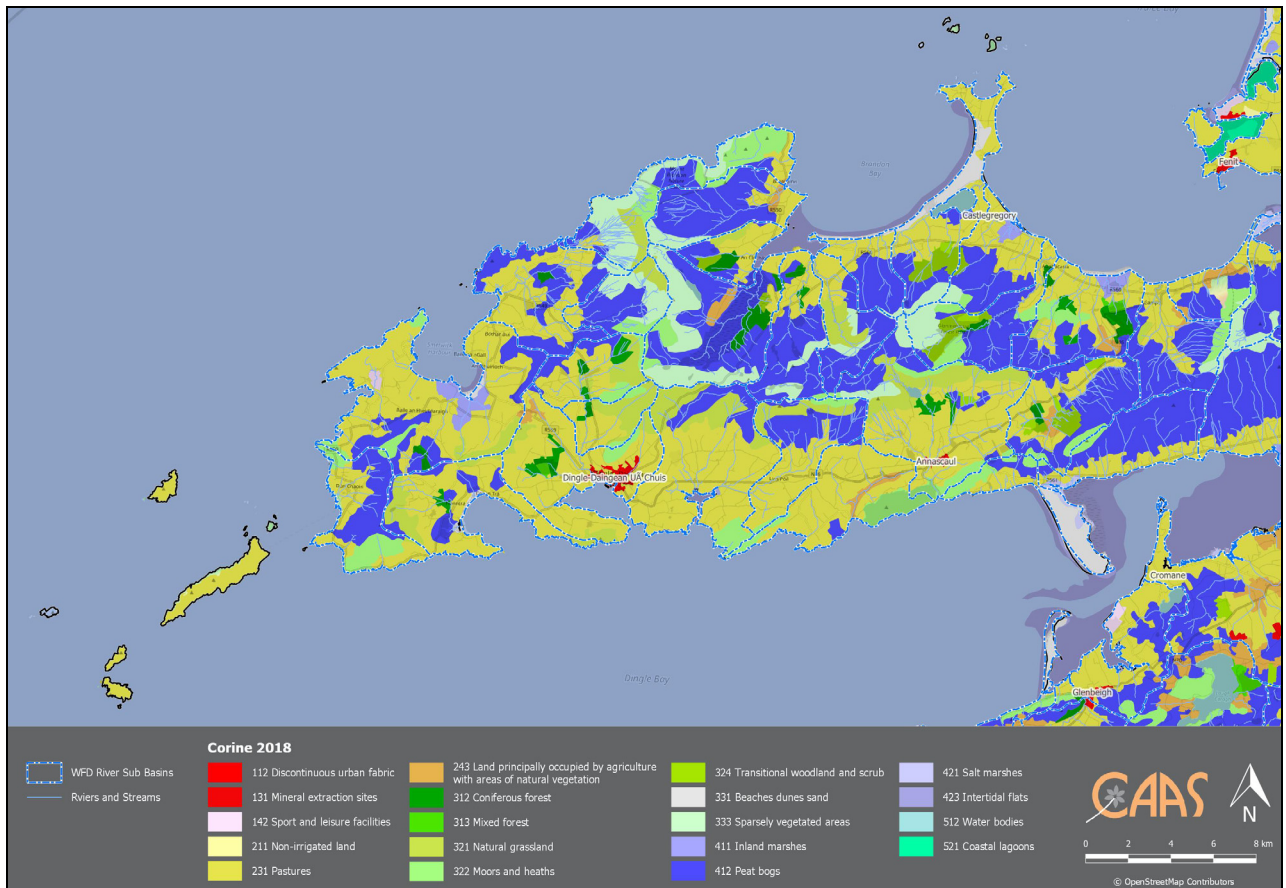 Brandon
Bay
Fenit
Castlegregory
R560
R559
Dingle-Daingean UÃ Chuis
Annascaul
R561
Cromane
Glenbeigh
Dingle Bay
WFD River Sub Basins
Rviers and Streams
Corine 2018
112 Discontinuous urban fabric
131 Mineral extraction sites
142 Sport and leisure facilities
211 Non-irrigated land
231 Pastures
243 Land principally occupied by agriculture
with areas of natural vegetation
312 Coniferous forest
313 Mixed forest
321 Natural grassland
322 Moors and heaths
324 Transitional woodland and scrub
331 Beaches dunes sand
333 Sparsely vegetated areas
411 Inland marshes
412 Peat bogs
421 Salt marshes
423 Intertidal flats
512 Water bodies
521 Coastal lagoons
CAAS
N
0 2 4 6 8 km
© OpenStreetMap Contributors